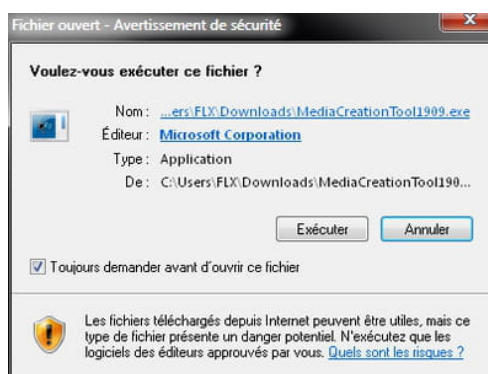 Fichier ouvert - Avertissement de sécurité
Voulez-vous exécuter ce fichier ?
Nom : ...ers\FLX\Downloads\MediaCreationTool1909.exe
Éditeur : Microsoft Corporation
Type : Application
De : C:\Users\FLX\Downloads\MediaCreationTool190...
Exécuter Annuler
Toujours demander avant d'ouvrir ce fichier
Les fichiers téléchargés depuis Internet peuvent être utiles, mais ce
type de fichier présente un danger potentiel. N'exécutez que les
logiciels des éditeurs approuvés par vous. Quels sont les risques ?